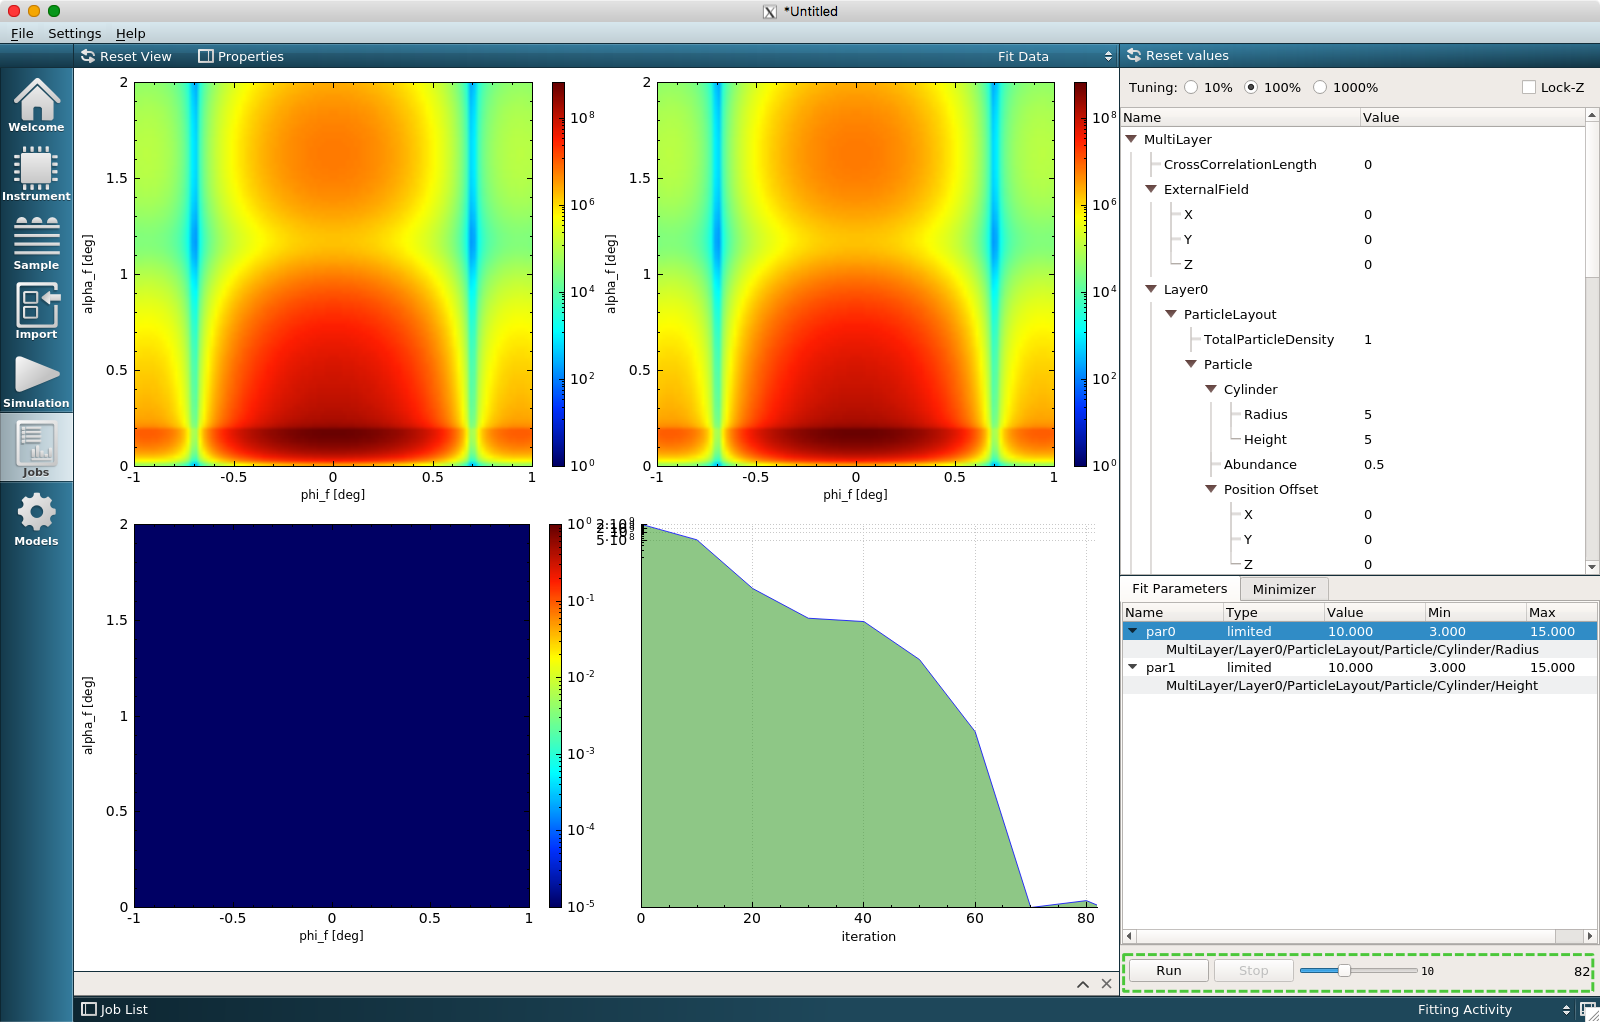 *Untitled
File Settings Help
Reset View Properties Fit Data
Reset values
Welcome
Instrument
Sample
Import
Simulation
Jobs
Models
2
1.5
1
0.5
0
-1 -0.5 0 0.5 1
alpha_f [deg]
phi_f [deg]
10^8
10^6
10^4
10^2
10^0
2
1.5
1
0.5
0
-1 -0.5 0 0.5 1
alpha_f [deg]
phi_f [deg]
10^8
10^6
10^4
10^2
10^0
2
1.5
1
0.5
0
-1 -0.5 0 0.5 1
alpha_f [deg]
phi_f [deg]
10^0
10^-1
10^-2
10^-3
10^-4
10^-5
5·10^8
0 20 40 60 80
iteration
Tuning: 10% 100% 1000% Lock-Z
Name Value
MultiLayer
CrossCorrelationLength 0
ExternalField
X 0
Y 0
Z 0
Layer0
ParticleLayout
TotalParticleDensity 1
Particle
Cylinder
Radius 5
Height 5
Abundance 0.5
Position Offset
X 0
Y 0
Z 0
Fit Parameters Minimizer
Name Type Value Min Max
par0 limited 10.000 3.000 15.000
MultiLayer/Layer0/ParticleLayout/Particle/Cylinder/Radius
par1 limited 10.000 3.000 15.000
MultiLayer/Layer0/ParticleLayout/Particle/Cylinder/Height
Run Stop 10 82
Job List Fitting Activity